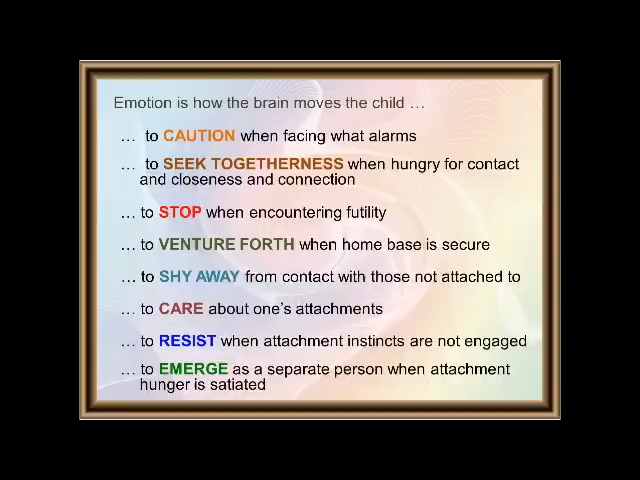 Emotion is how the brain moves the child …
… to CAUTION when facing what alarms
… to SEEK TOGETHERNESS when hungry for contact
and closeness and connection
… to STOP when encountering futility
… to VENTURE FORTH when home base is secure
… to SHY AWAY from contact with those not attached to
… to CARE about one’s attachments
… to RESIST when attachment instincts are not engaged
… to EMERGE as a separate person when attachment
hunger is satiated